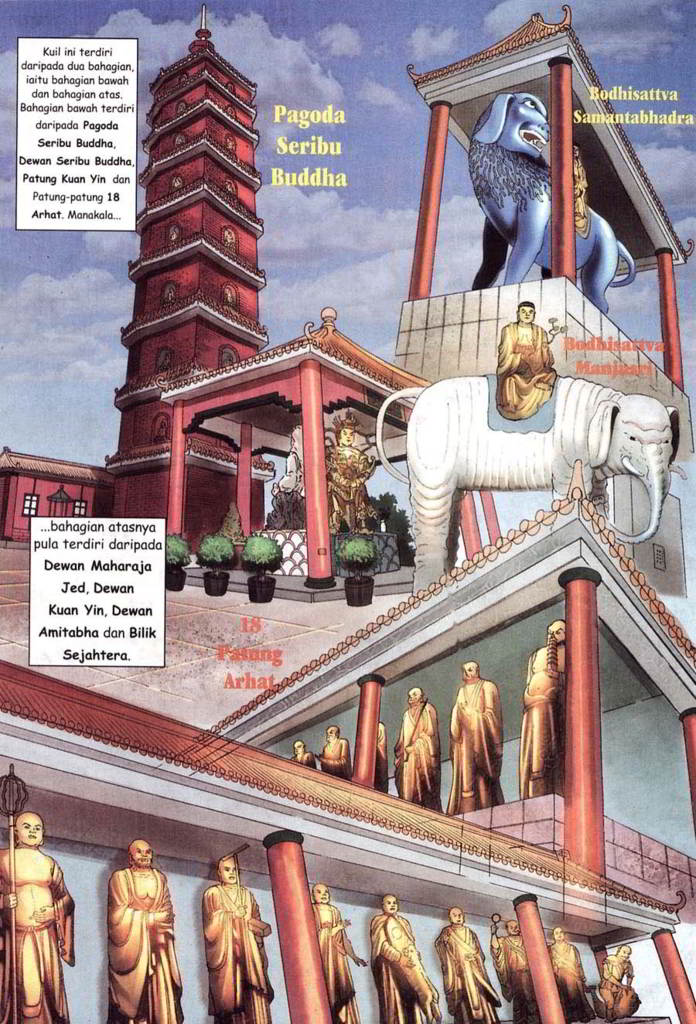 Kuil ini terdiri
daripada dua bahagian,
iaitu bahagian bawah
dan bahagian atas.
Bahagian bawah terdiri
daripada Pagoda
Seribu Buddha,
Dewan Seribu Buddha,
Patung Kuan Yin dan
Patung-patung 18
Arhat. Manakala...
Pagoda
Seribu
Buddha
Bodhisattva
Samantabhadra
Bodhisattva
Manjusri
...bahagian atasnya
pula terdiri daripada
Dewan Maharaja
Jed, Dewan
Kuan Yin, Dewan
Amitabha dan Bilik
Sejahtera.
18
Patung
Arhat